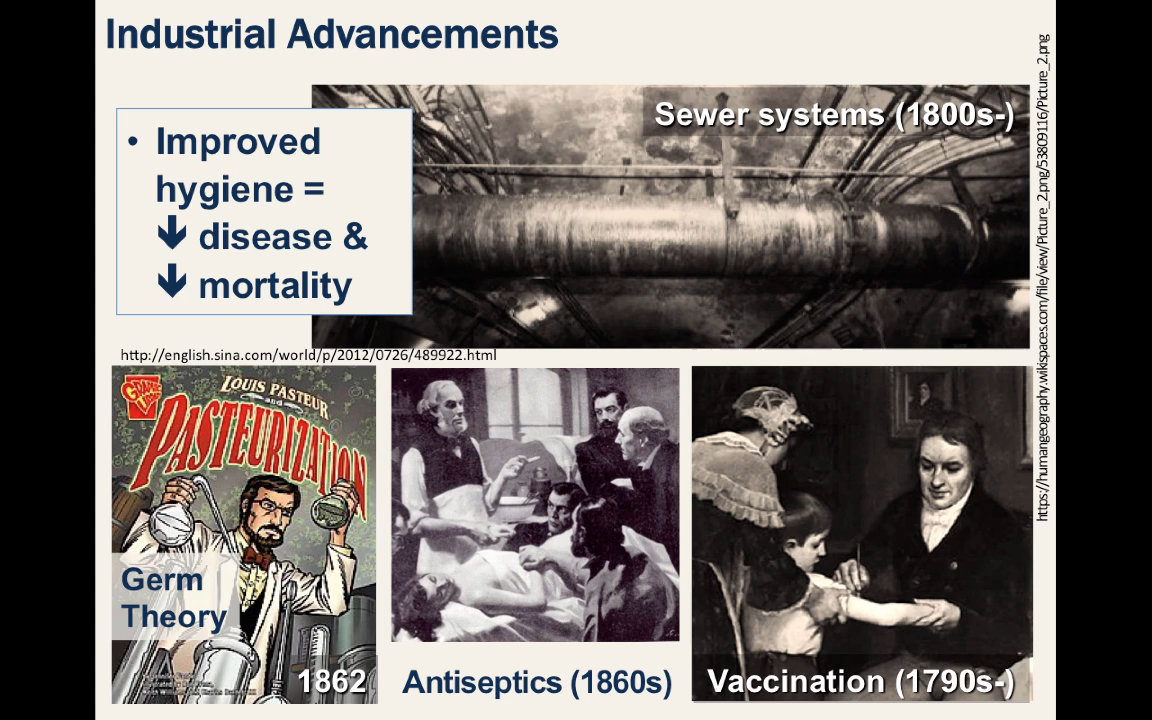 Industrial Advancements
Sewer systems (1800s-)
• Improved
hygiene =
🡻 disease &
🡻 mortality
https://humangeography.wikispaces.com/file/view/Picture_2.png/53809116/Picture_2.png
http://english.sina.com/world/p/2012/0726/489922.html
GRAPHIC
LOUIS PASTEUR
and
PASTEURIZATION
Germ
Theory
1862
Antiseptics (1860s)
Vaccination (1790s-)